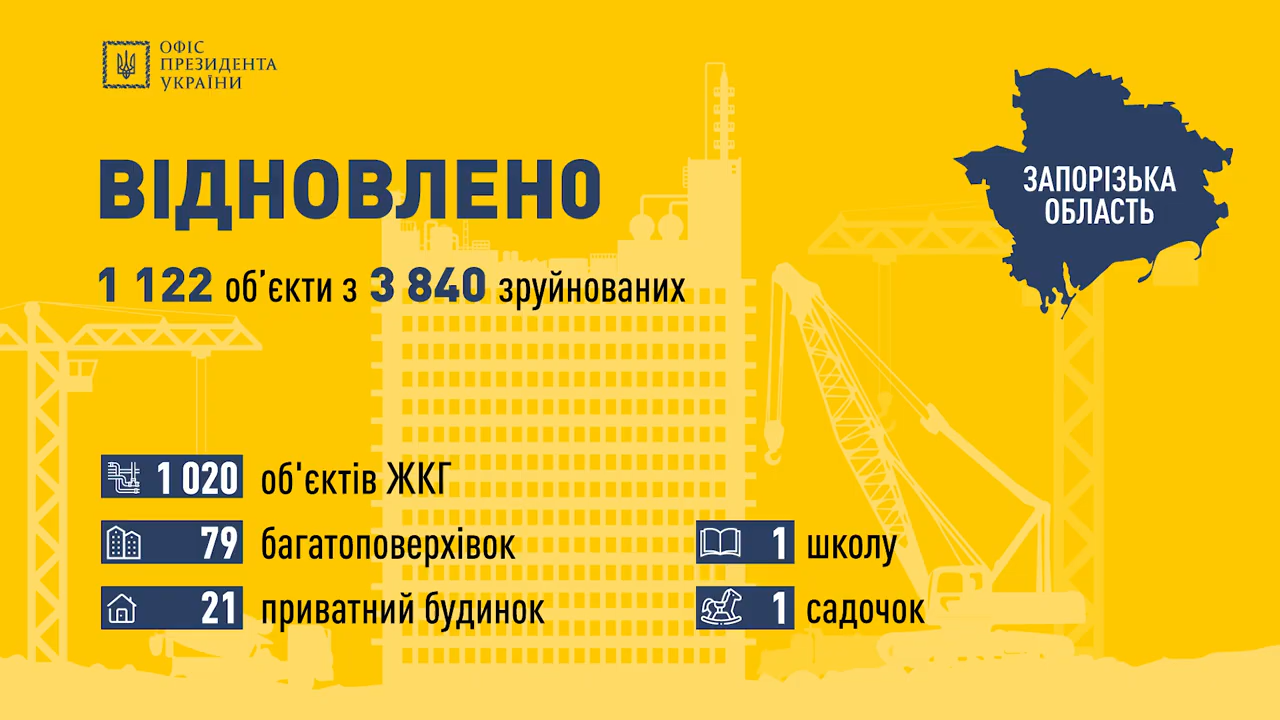 ОФІС
ПРЕЗИДЕНТА
УКРАЇНИ
ЗАПОРІЗЬКА
ОБЛАСТЬ
ВІДНОВЛЕНО
1 122 об’єкти з 3 840 зруйнованих
1 020 об'єктів ЖКГ
79 багатоповерхівок
21 приватний будинок
1 школу
1 садочок